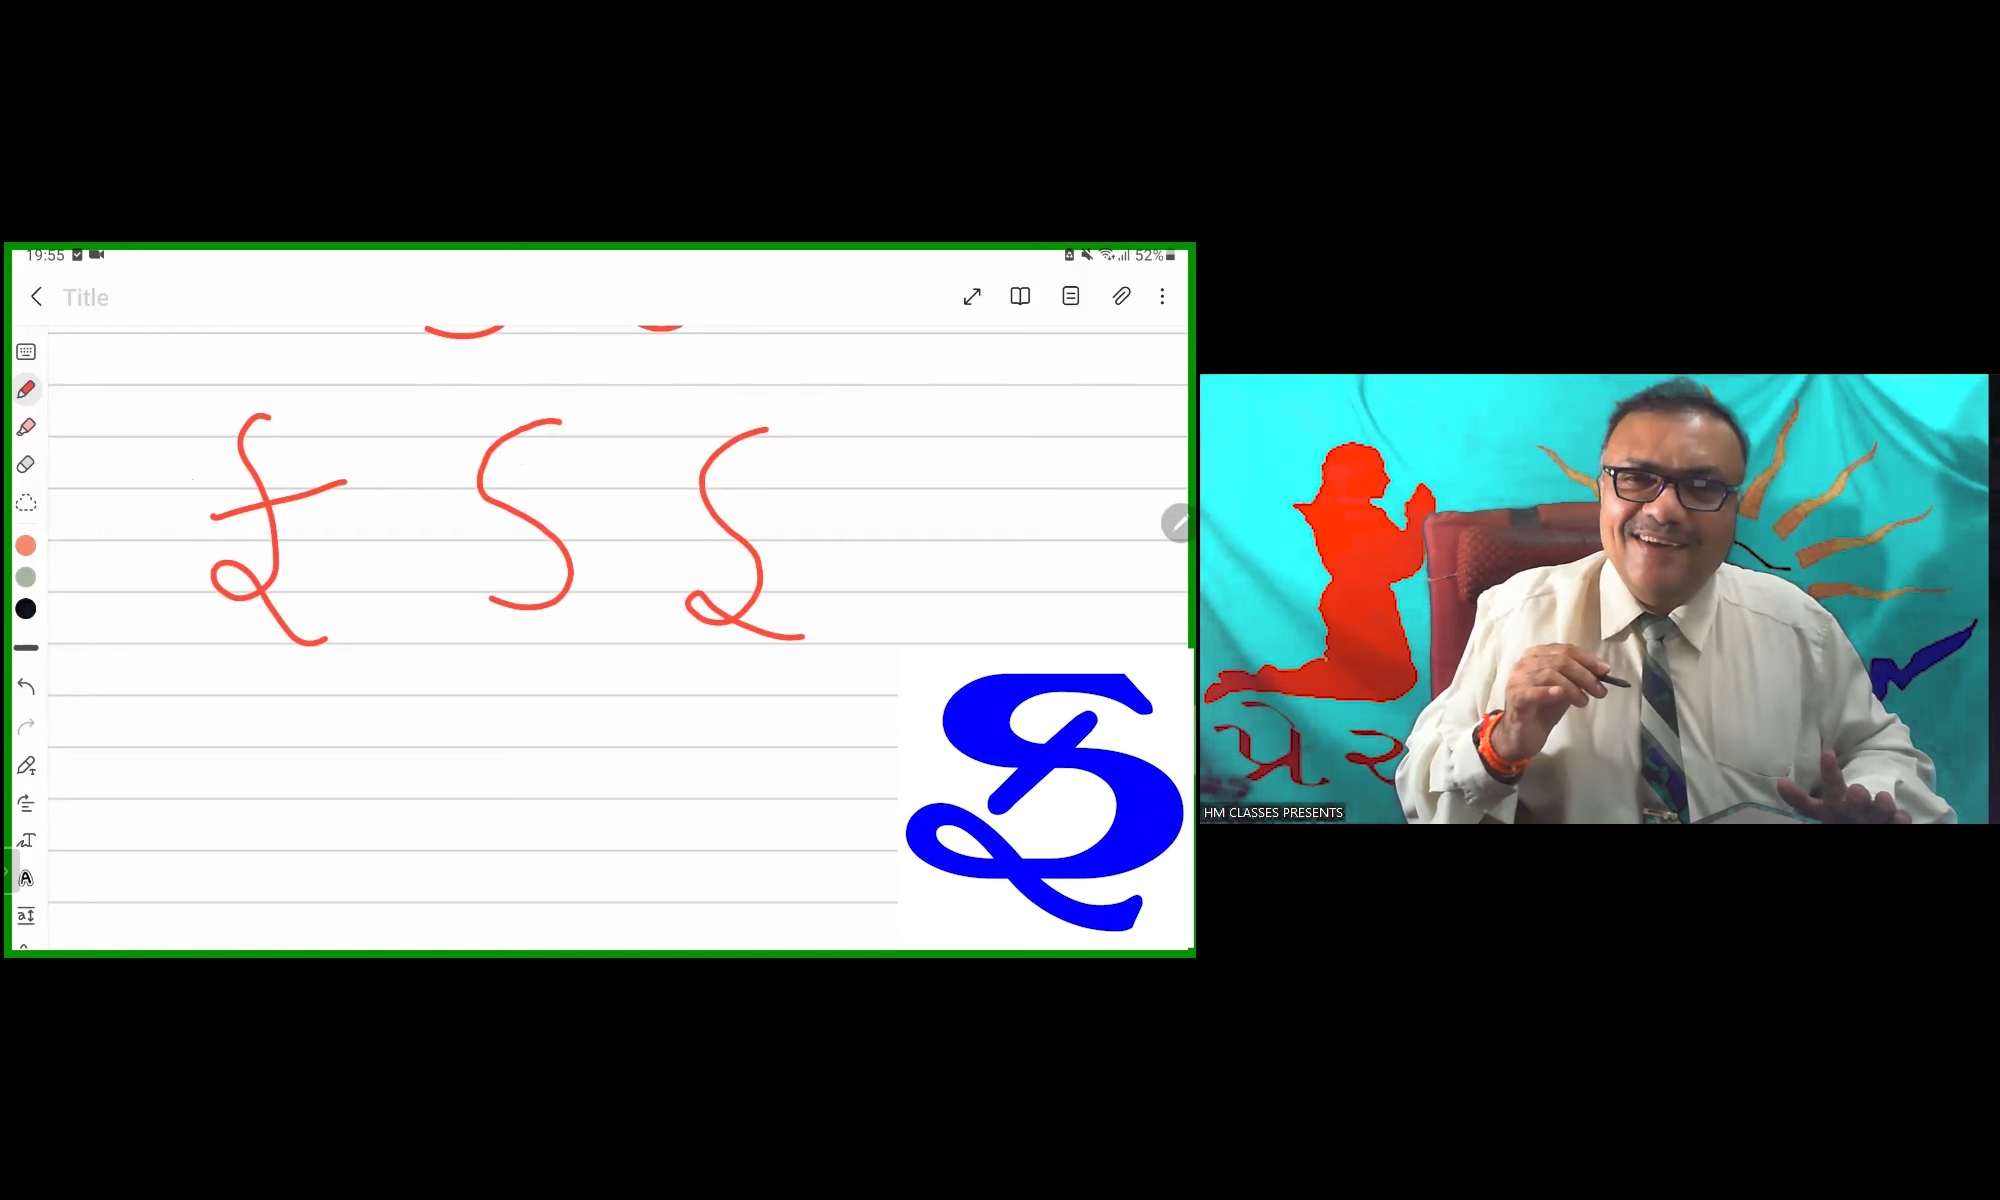 19:55
52%
Title
ફ ડ દ
ફ
પ્રેર
HM CLASSES PRESENTS